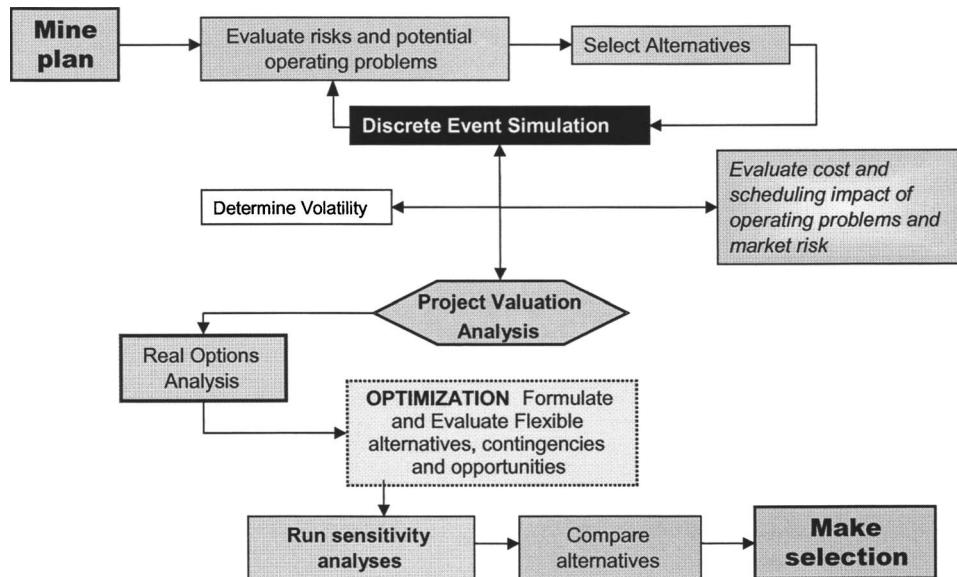 Mine
plan
Evaluate risks and potential
operating problems
Select Alternatives
Discrete Event Simulation
Determine Volatility
Evaluate cost and
scheduling impact of
operating problems and
market risk
Project Valuation
Analysis
Real Options
Analysis
OPTIMIZATION Formulate
and Evaluate Flexible
alternatives, contingencies
and opportunities
Run sensitivity
analyses
Compare
alternatives
Make
selection